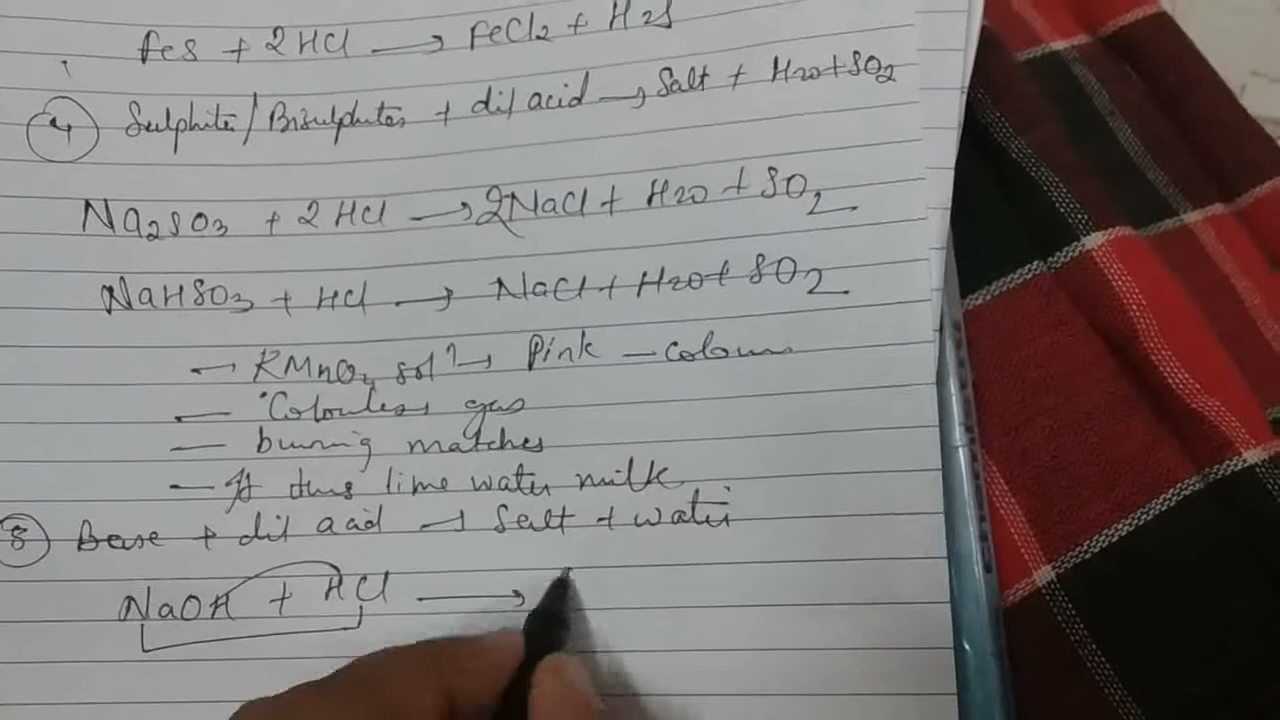 FeS + 2HCl → FeCl2 + H2S
4 Sulphite/Bisulphites + dil acid → Salt + H2O + SO2
Na2SO3 + 2HCl → 2NaCl + H2O + SO2
NaHSO3 + HCl → NaCl + H2O + SO2
→ KMnO4 sol → Pink - colour
— Colourless gas
— burning matches
— It turns lime water milk
Base + dil acid → Salt + water
NaOH + HCl →